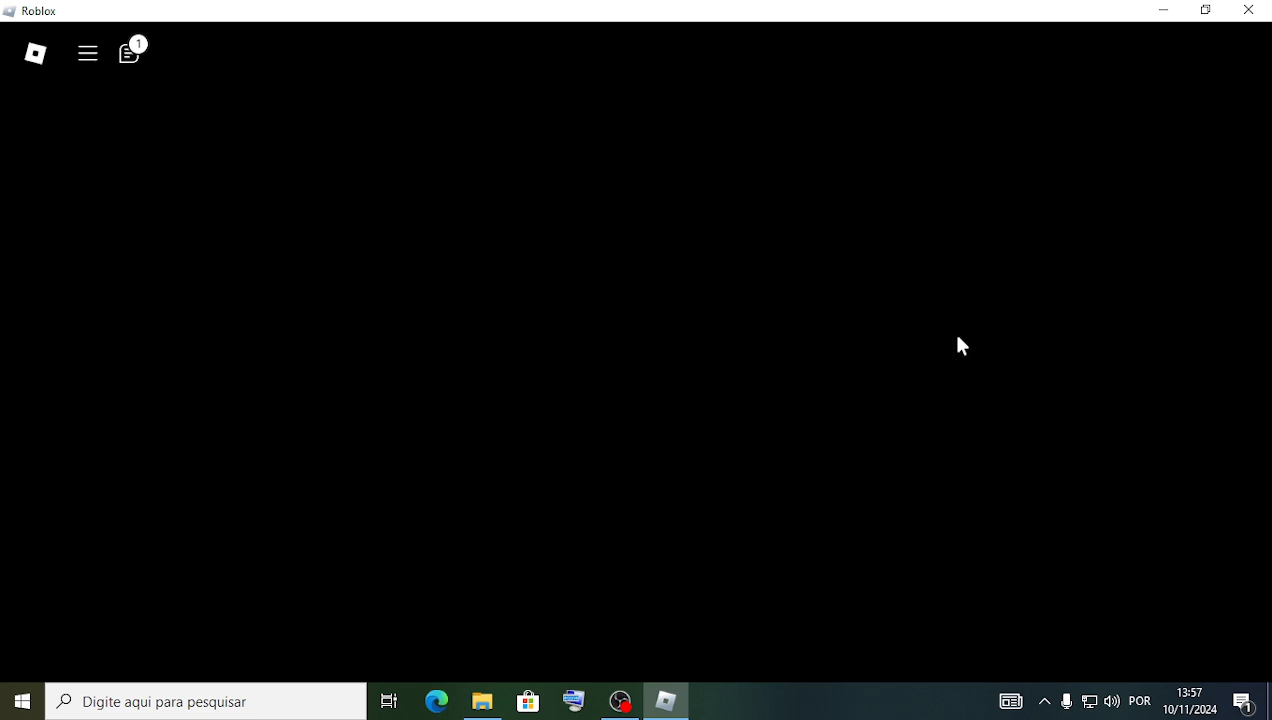 Roblox
1
Digite aqui para pesquisar
POR
13:57
10/11/2024
1